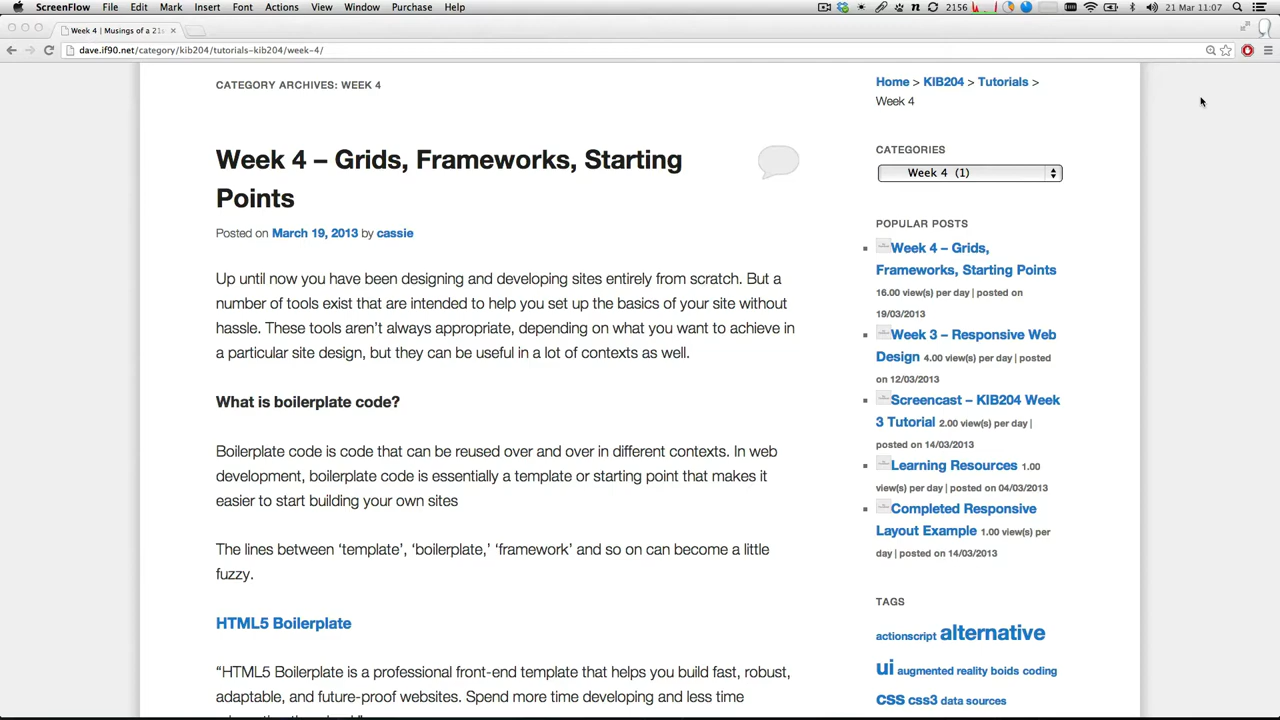 ScreenFlow File Edit Mark Insert Font Actions View Window Purchase Help 2156 21 Mar 11:07
Week 4 | Musings of a 21s
dave.if90.net/category/kib204/tutorials-kib204/week-4/
CATEGORY ARCHIVES: WEEK 4
Week 4 – Grids, Frameworks, Starting
Points
Posted on March 19, 2013 by cassie
Up until now you have been designing and developing sites entirely from scratch. But a
number of tools exist that are intended to help you set up the basics of your site without
hassle. These tools aren’t always appropriate, depending on what you want to achieve in
a particular site design, but they can be useful in a lot of contexts as well.
What is boilerplate code?
Boilerplate code is code that can be reused over and over in different contexts. In web
development, boilerplate code is essentially a template or starting point that makes it
easier to start building your own sites
The lines between ‘template’, ‘boilerplate,’ ‘framework’ and so on can become a little
fuzzy.
HTML5 Boilerplate
“HTML5 Boilerplate is a professional front-end template that helps you build fast, robust,
adaptable, and future-proof websites. Spend more time developing and less time
Home > KIB204 > Tutorials >
Week 4
CATEGORIES
Week 4 (1)
POPULAR POSTS
Week 4 – Grids,
Frameworks, Starting Points
16.00 view(s) per day | posted on
19/03/2013
Week 3 – Responsive Web
Design 4.00 view(s) per day | posted
on 12/03/2013
Screencast – KIB204 Week
3 Tutorial 2.00 view(s) per day |
posted on 14/03/2013
Learning Resources 1.00
view(s) per day | posted on 04/03/2013
Completed Responsive
Layout Example 1.00 view(s) per
day | posted on 14/03/2013
TAGS
actionscript alternative
ui augmented reality boids coding
CSS css3 data sources